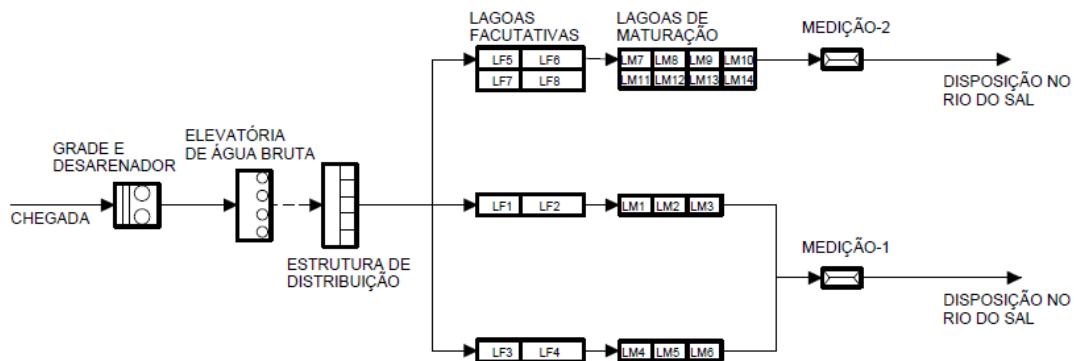 LAGOAS
FACUTATIVAS
LAGOAS DE
MATURAÇÃO
MEDIÇÃO-2
LF5 LF6
LM7 LM8 LM9 LM10
LF7 LF8
LM11 LM12 LM13 LM14
DISPOSIÇÃO NO
RIO DO SAL
GRADE E
DESARENADOR
ELEVATÓRIA
DE ÁGUA BRUTA
CHEGADA
LF1 LF2
LM1 LM2 LM3
ESTRUTURA DE
DISTRIBUIÇÃO
MEDIÇÃO-1
DISPOSIÇÃO NO
RIO DO SAL
LF3 LF4
LM4 LM5 LM6